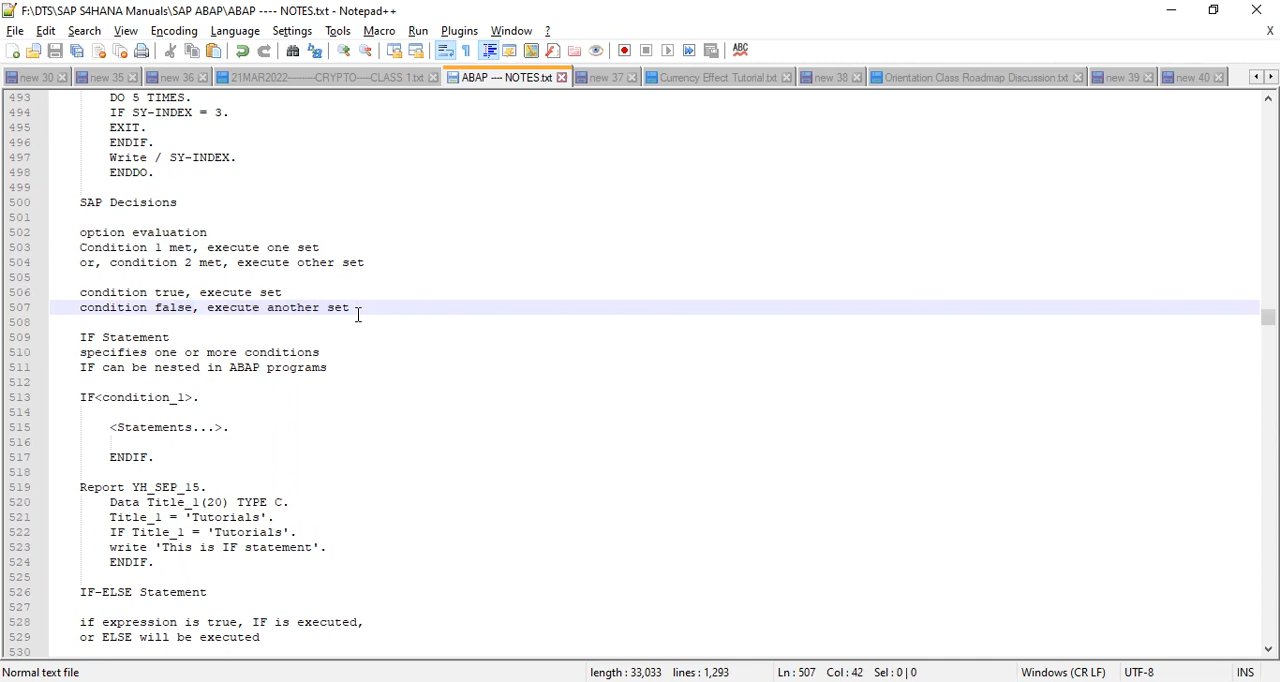 F:\DTS\SAP S4HANA Manuals\SAP ABAP\ABAP ---- NOTES.txt - Notepad++
File Edit Search View Encoding Language Settings Tools Macro Run Plugins Window ? X
new 30 new 35 new 36 21MAR2022-------CRYPTO---CLASS 1.txt ABAP ---- NOTES.txt new 37 Currency Effect Tutorial.txt new 38 Orientation Class Roadmap Discussion.txt new 39 new 40
493 DO 5 TIMES.
494 IF SY-INDEX = 3.
495 EXIT.
496 ENDIF.
497 Write / SY-INDEX.
498 ENDDO.
499
500 SAP Decisions
501
502 option evaluation
503 Condition 1 met, execute one set
504 or, condition 2 met, execute other set
505
506 condition true, execute set
507 condition false, execute another set
508
509 IF Statement
510 specifies one or more conditions
511 IF can be nested in ABAP programs
512
513 IF<condition_1>.
514
515 <Statements...>.
516
517 ENDIF.
518
519 Report YH_SEP_15.
520 Data Title_1(20) TYPE C.
521 Title_1 = 'Tutorials'.
522 IF Title_1 = 'Tutorials'.
523 write 'This is IF statement'.
524 ENDIF.
525
526 IF-ELSE Statement
527
528 if expression is true, IF is executed,
529 or ELSE will be executed
530
Normal text file length : 33,033 lines : 1,293 Ln : 507 Col : 42 Sel : 0 | 0 Windows (CR LF) UTF-8 INS